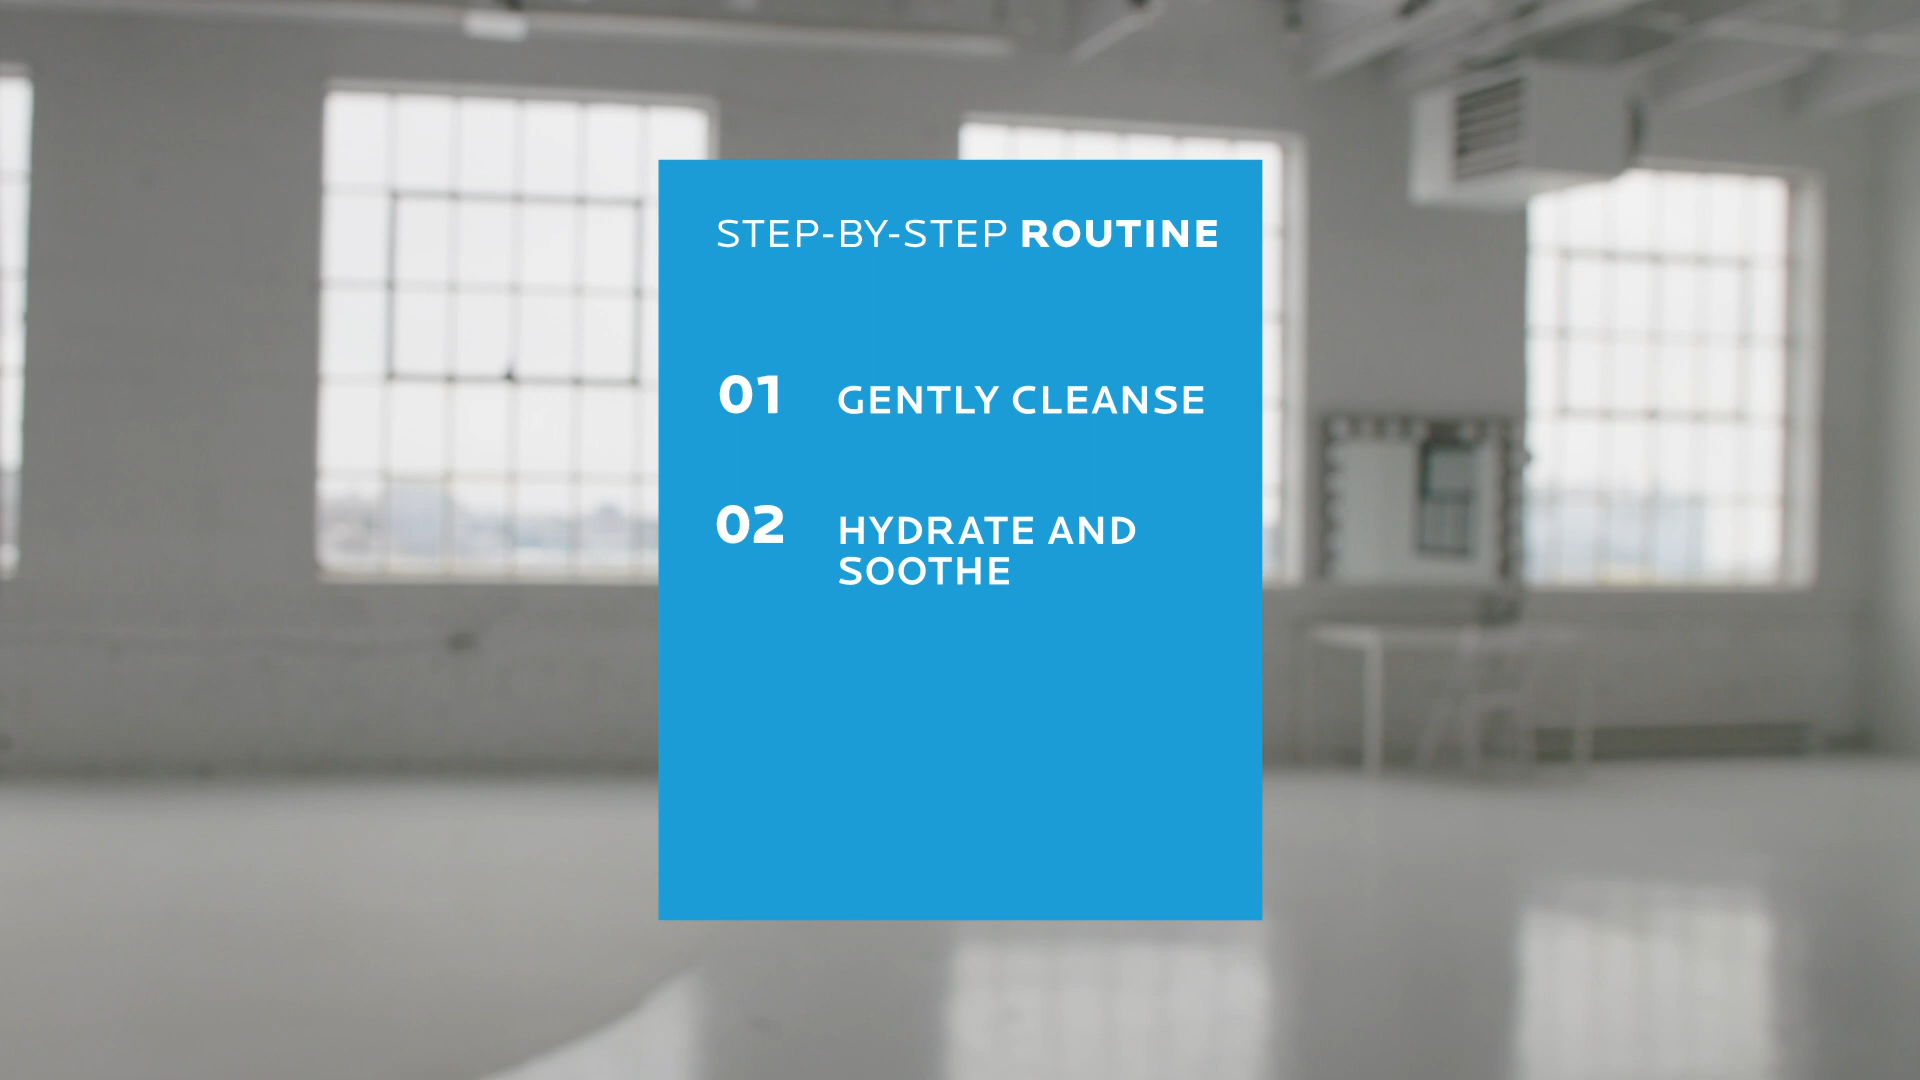 STEP-BY-STEP ROUTINE
01 GENTLY CLEANSE
02 HYDRATE AND
SOOTHE